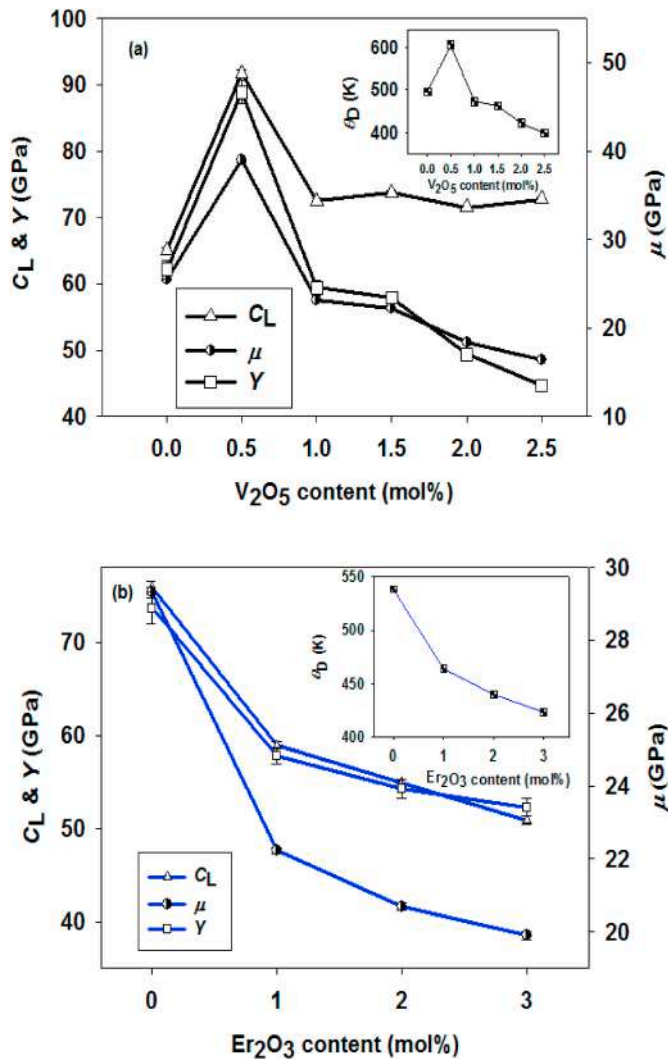 (a)
100
90
80
70
60
50
40
C_L & Y (GPa)
50
40
30
20
10
μ (GPa)
600
500
400
θ_D (K)
0.0 0.5 1.0 1.5 2.0 2.5
V₂O₅ content (mol%)
C_L
μ
Y
0.0 0.5 1.0 1.5 2.0 2.5
V₂O₅ content (mol%)
(b)
70
60
50
40
C_L & Y (GPa)
30
28
26
24
22
20
μ (GPa)
550
500
450
400
θ_D (K)
0 1 2 3
Er₂O₃ content (mol%)
C_L
μ
Y
0 1 2 3
Er₂O₃ content (mol%)